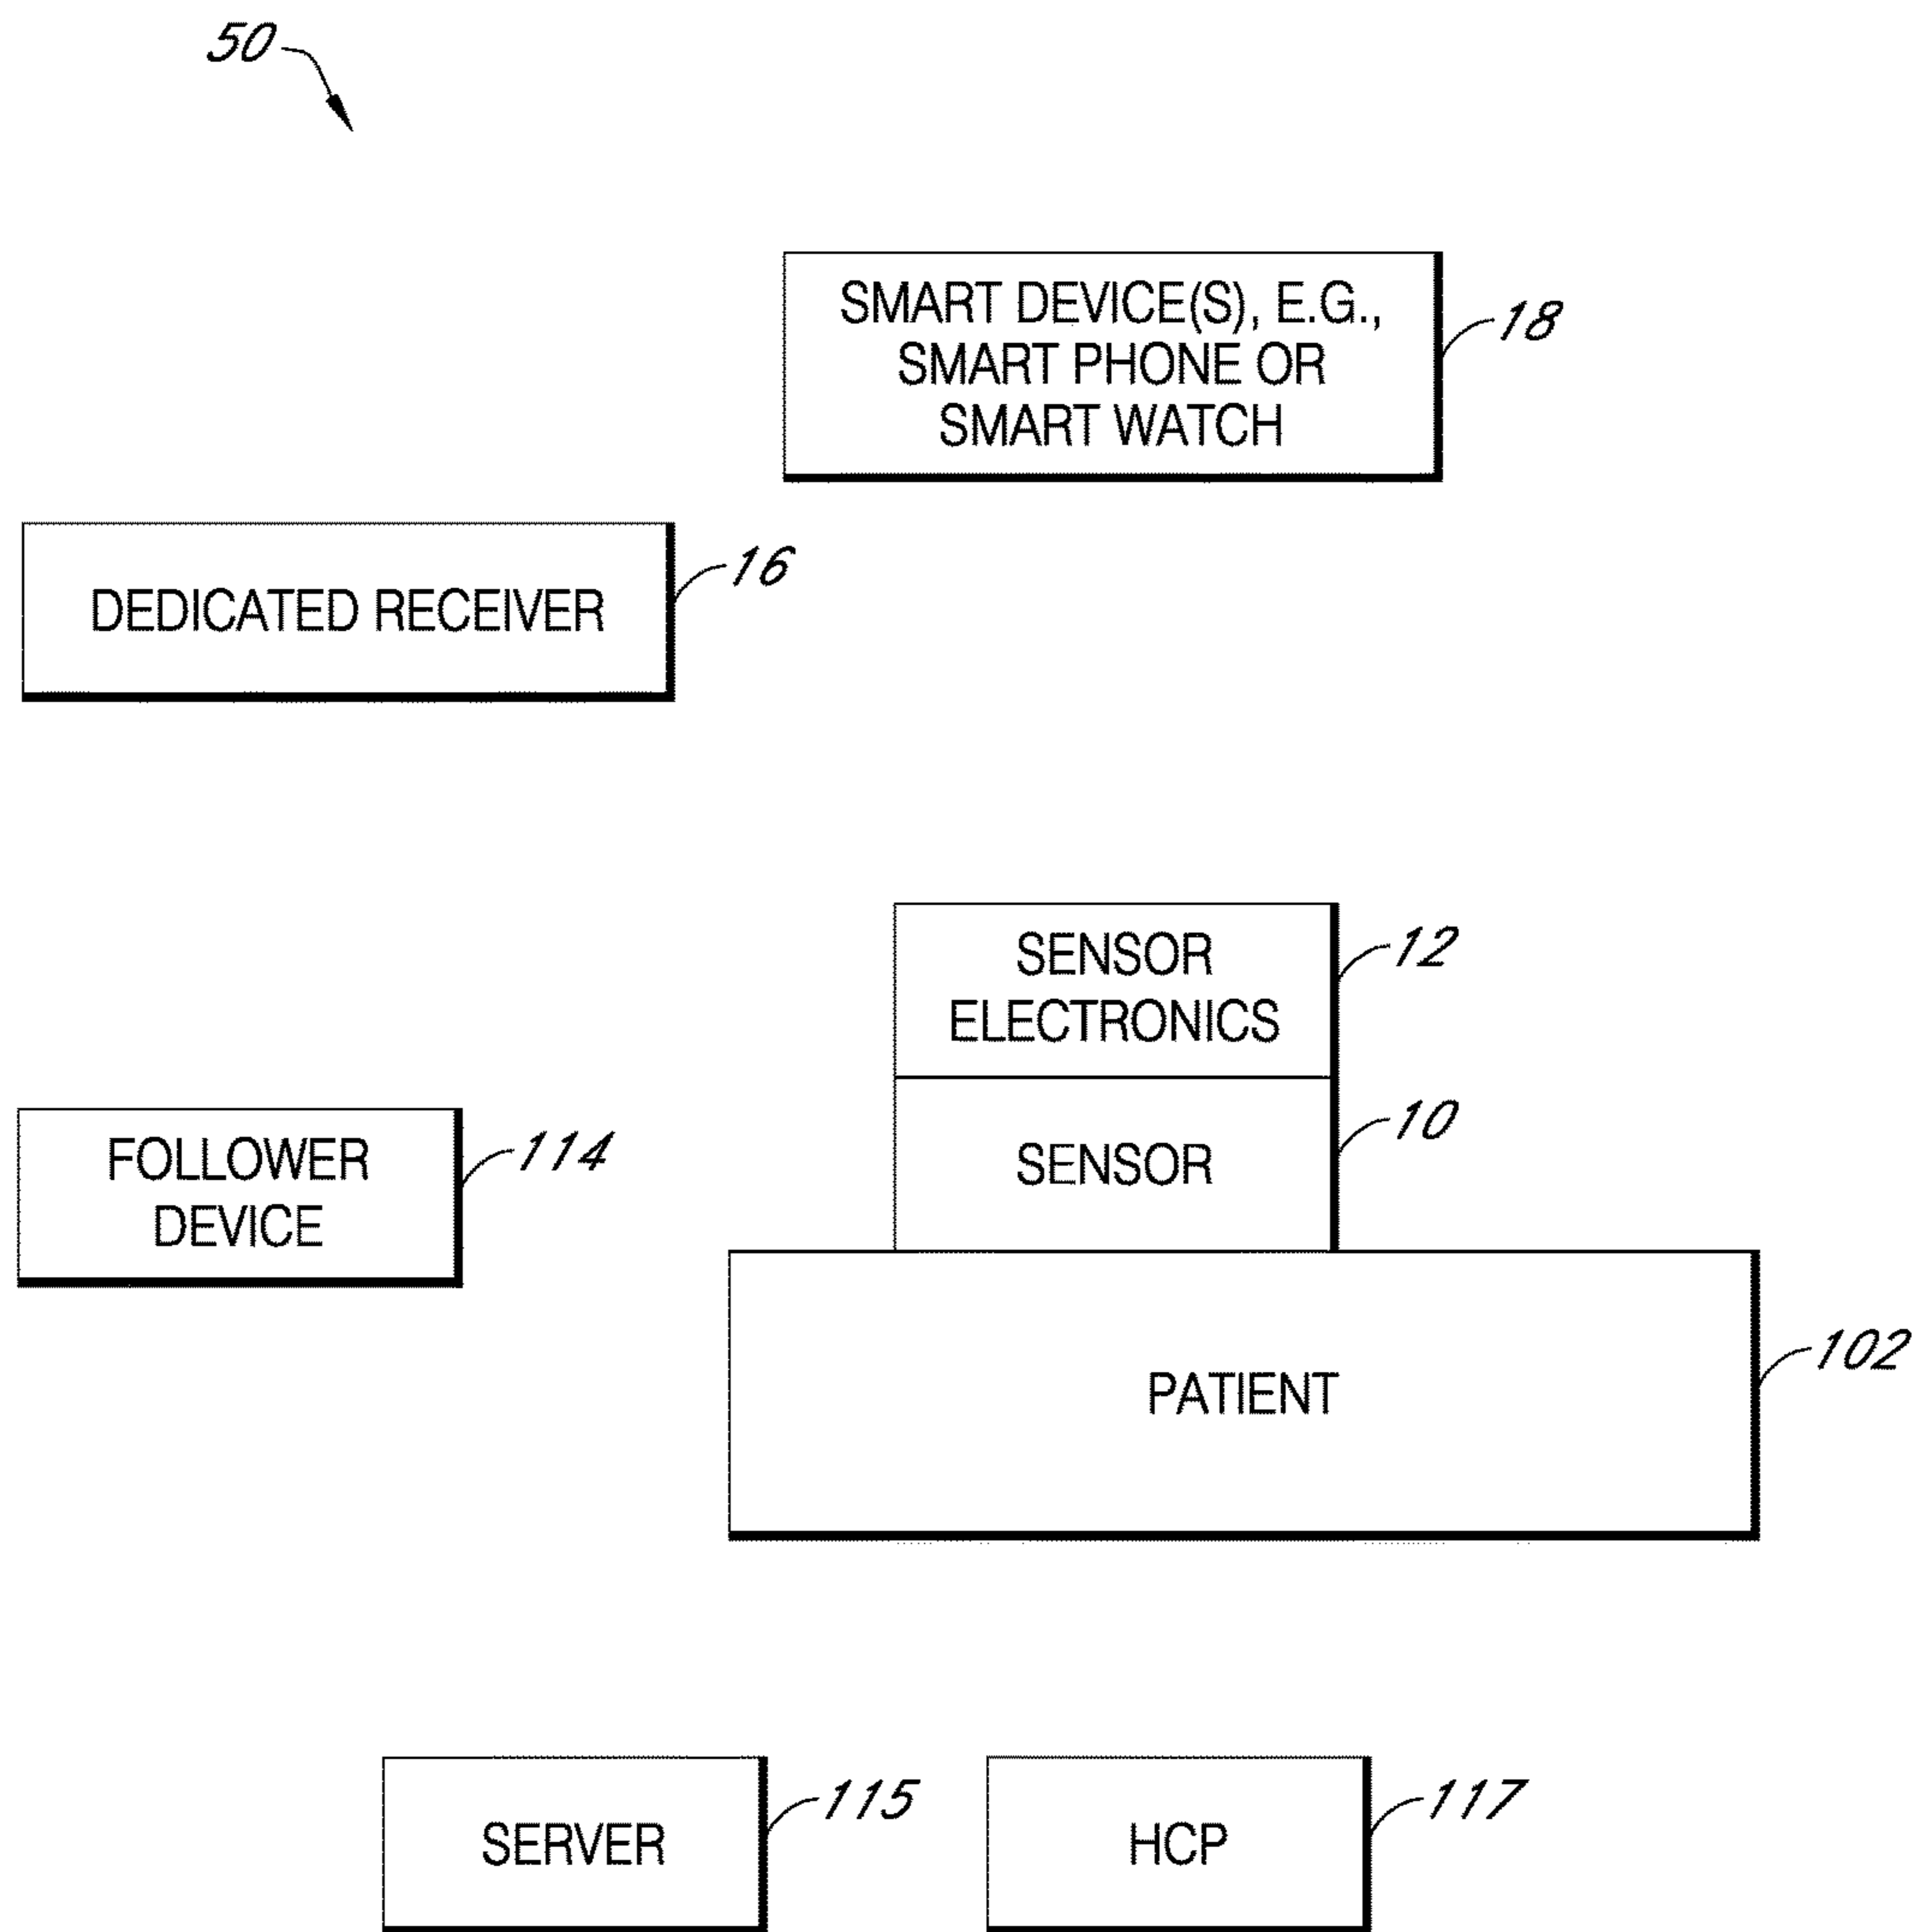 50
SMART DEVICE(S), E.G.,
SMART PHONE OR
SMART WATCH
18
DEDICATED RECEIVER
16
SENSOR
ELECTRONICS
12
SENSOR
10
FOLLOWER
DEVICE
114
PATIENT
102
SERVER
115
HCP
117